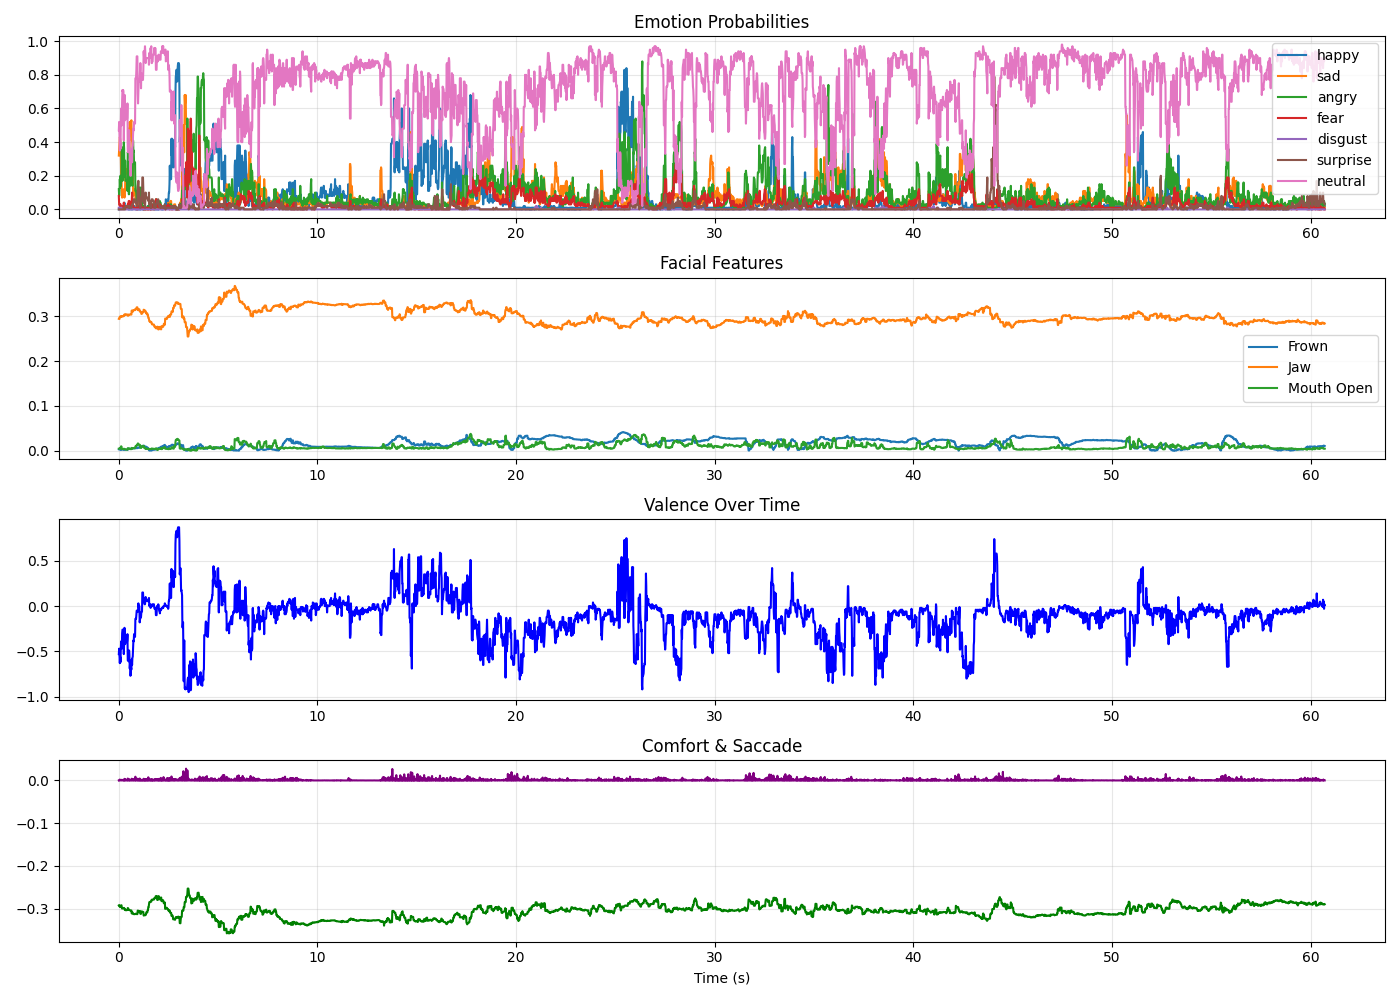 Emotion Probabilities
1.0
0.8
0.6
0.4
0.2
0.0
happy
sad
angry
fear
disgust
surprise
neutral
0 10 20 30 40 50 60
Facial Features
0.3
0.2
0.1
0.0
Frown
Jaw
Mouth Open
0 10 20 30 40 50 60
Valence Over Time
0.5
0.0
−0.5
−1.0
0 10 20 30 40 50 60
Comfort & Saccade
0.0
−0.1
−0.2
−0.3
0 10 20 30 40 50 60
Time (s)